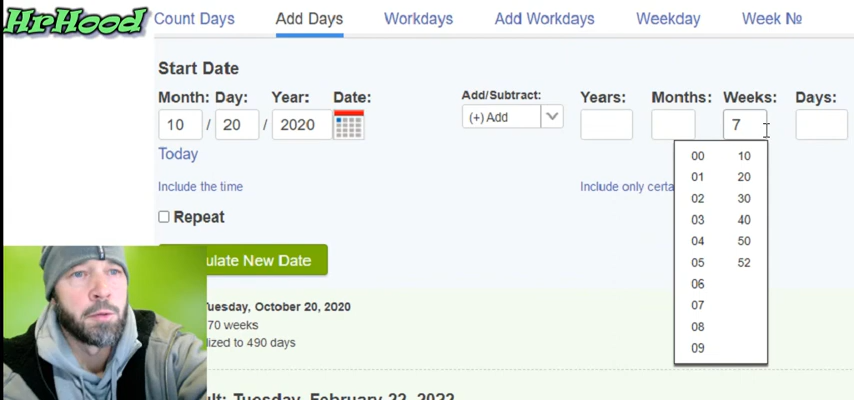 HrHood
Count Days Add Days Workdays Add Workdays Weekday Week №
Start Date
Month: Day: Year: Date: Add/Subtract: Years: Months: Weeks: Days:
10 / 20 / 2020 (+) Add 7
Today
Include the time Include only certa
Repeat
ulate New Date
00 10
01 20
02 30
03 40
04 50
05 52
06
07
08
09
uesday, October 20, 2020
70 weeks
lized to 490 days
ult: Tuesday, February 22, 2022